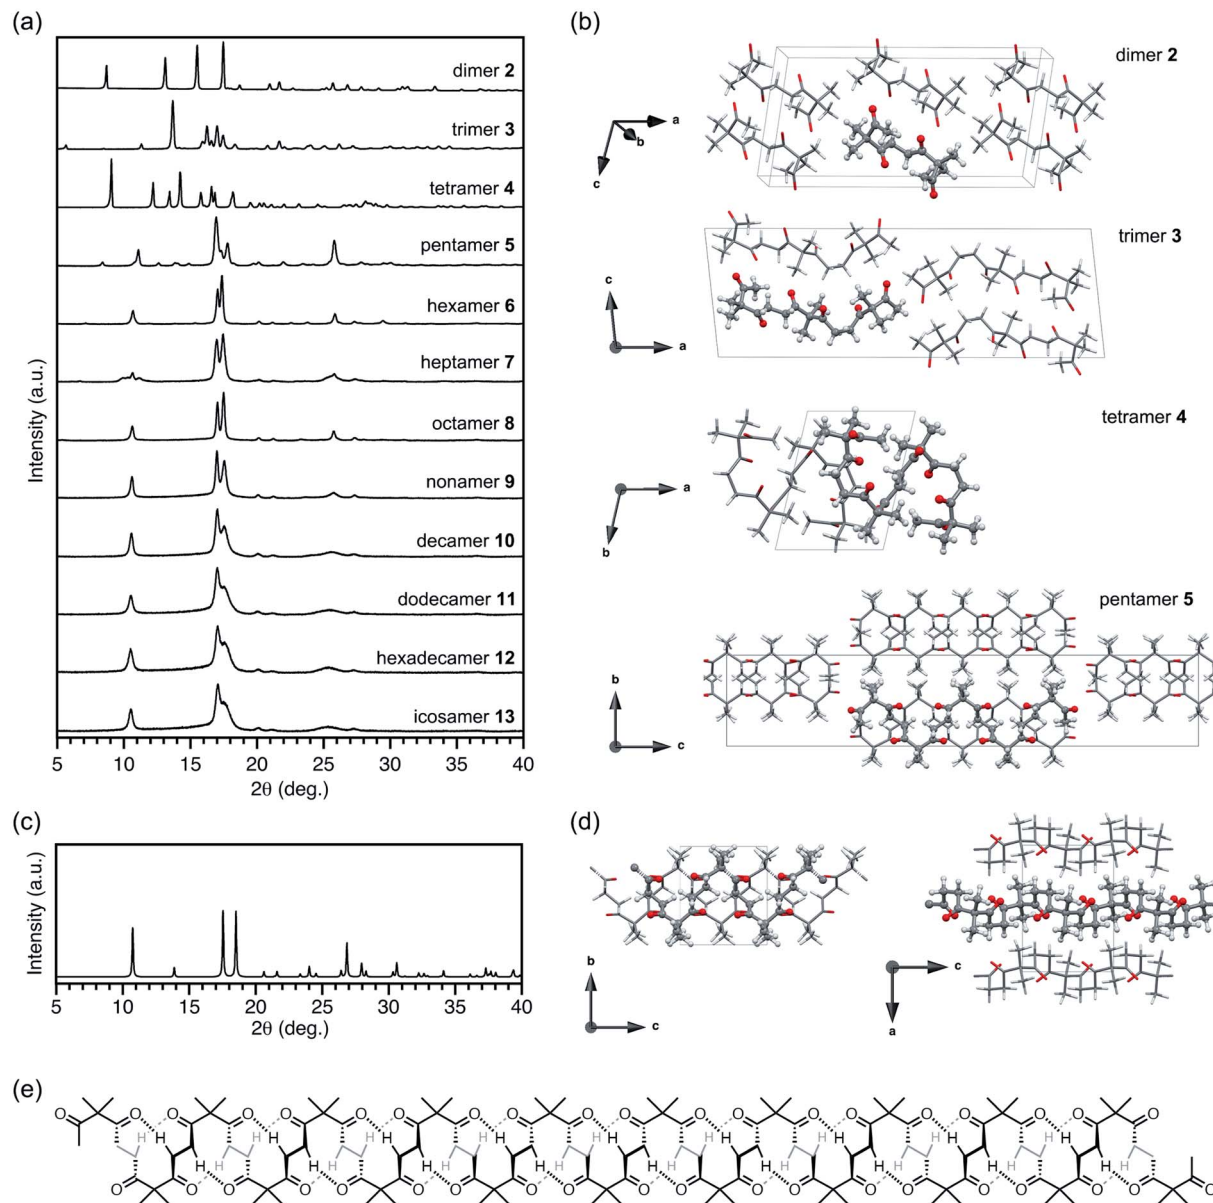 (a)
dimer 2
trimer 3
tetramer 4
pentamer 5
hexamer 6
heptamer 7
octamer 8
nonamer 9
decamer 10
dodecamer 11
hexadecamer 12
icosamer 13
Intensity (a.u.)
5 10 15 20 25 30 35 40
2θ (deg.)
(b)
dimer 2
a
b
c
trimer 3
c
a
tetramer 4
a
b
pentamer 5
b
c
(c)
Intensity (a.u.)
5 10 15 20 25 30 35 40
2θ (deg.)
(d)
b
c
c
a
(e)
O O O O O O O O O O O O O O O O O O O
H H H H H H H H H
H H H H H H H H H
O O O O O O O O O O O O O O O O O O O